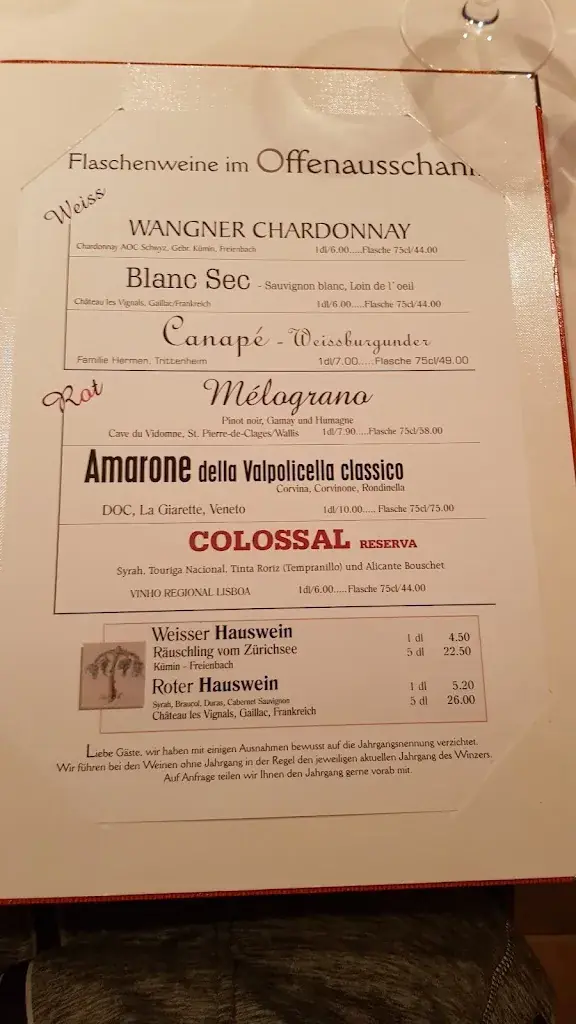 Flaschenweine im Offenausschank
Weiss
WANGNER CHARDONNAY
Chardonnay AOC Schwyz, Gebr. Kümin, Freienbach 1dl/6.00.....Flasche 75cl/44.00
Blanc Sec - Sauvignon blanc, Loin de l'oeil
Château les Vignals, Gaillac/Frankreich 1dl/6.00.....Flasche 75cl/44.00
Canapé - Weissburgunder
Familie Hermen, Trittenheim 1dl/7.00.....Flasche 75cl/49.00
Rot
Mélograno
Pinot noir, Gamay und Humagne
Cave du Vidomne, St. Pierre-de-Clages/Wallis 1dl/7.90....Flasche 75cl/58.00
Amarone della Valpolicella classico
Corvina, Corvinone, Rondinella
DOC, La Giarette, Veneto 1dl/10.00..... Flasche 75cl/75.00
COLOSSAL RESERVA
Syrah, Touriga Nacional, Tinta Roriz (Tempranillo) und Alicante Bouschet
VINHO REGIONAL LISBOA 1dl/6.00.....Flasche 75cl/44.00
Weisser Hauswein 1 dl 4.50
Räuschling vom Zürichsee 5 dl 22.50
Kümin - Freienbach
Roter Hauswein 1 dl 5.20
Syrah, Braucol, Duras, Cabernet Sauvignon 5 dl 26.00
Château les Vignals, Gaillac, Frankreich
Liebe Gäste, wir haben mit einigen Ausnahmen bewusst auf die Jahrgangsnennung verzichtet.
Wir führen bei den Weinen ohne Jahrgang in der Regel den jeweiligen aktuellen Jahrgang des Winzers.
Auf Anfrage teilen wir Ihnen den Jahrgang gerne vorab mit.